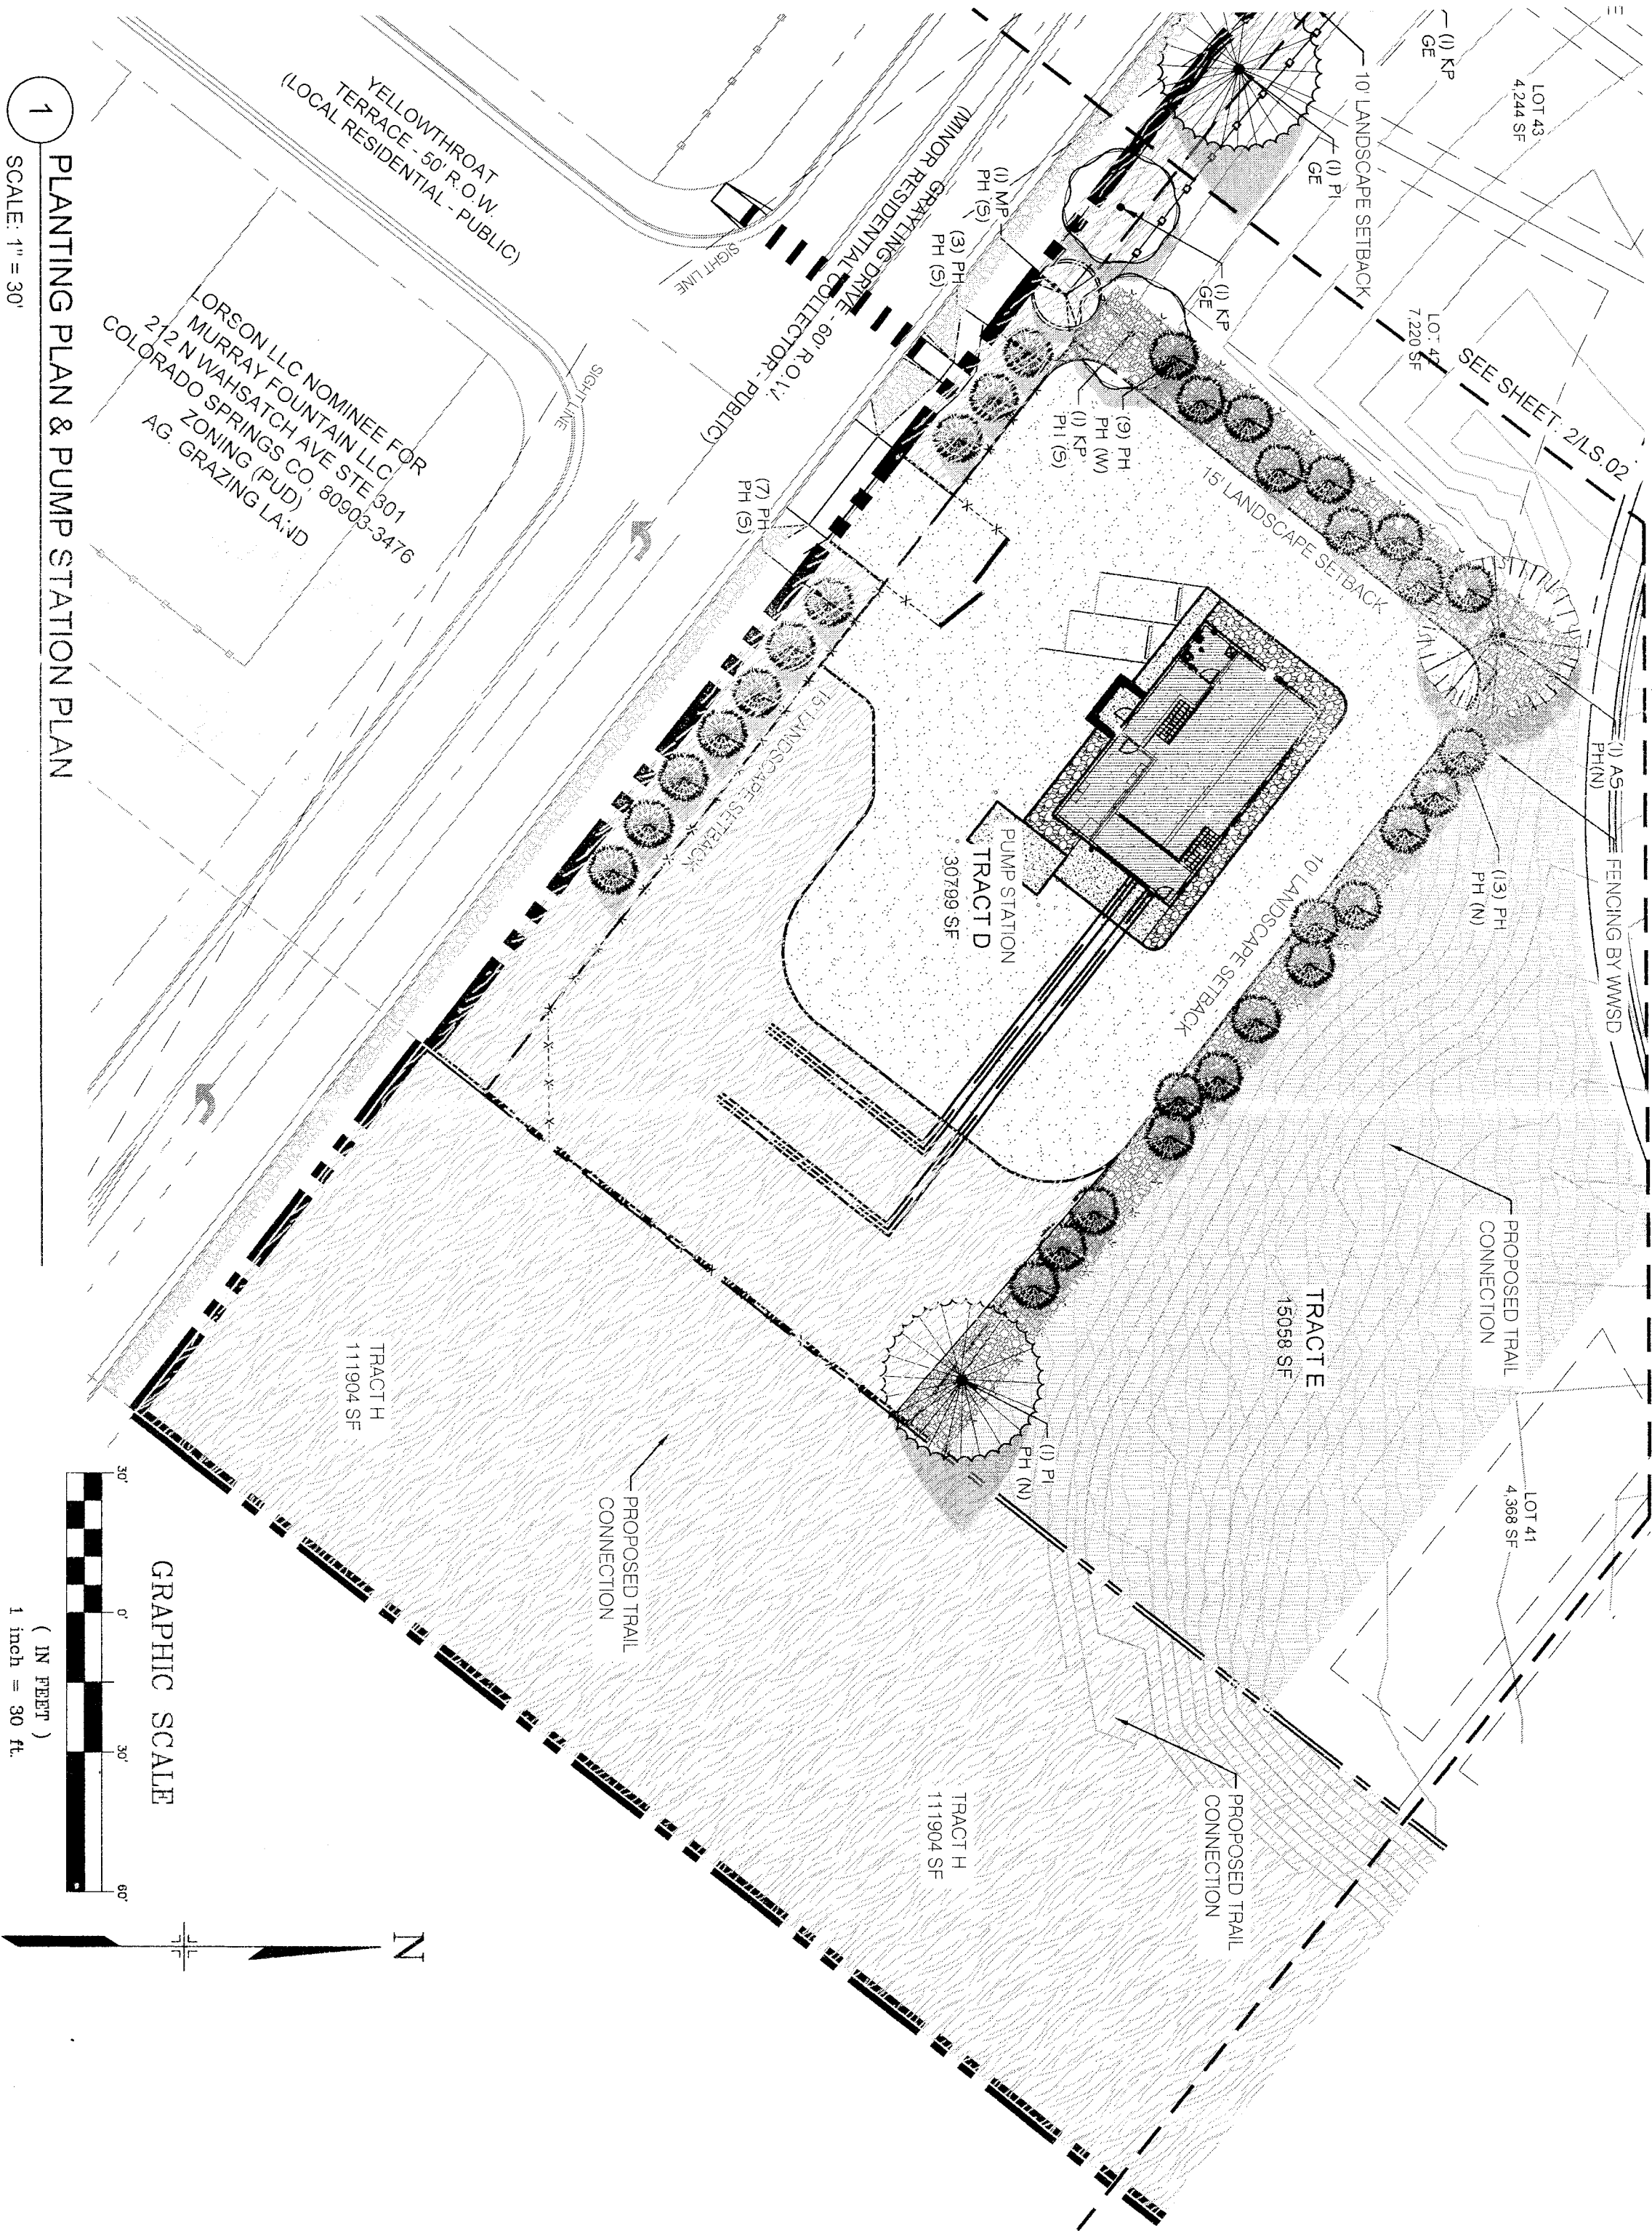 (1) KP
GE
LOT 43
4,244 SF
10' LANDSCAPE SETBACK
(1) PI
GE
LOT 42
7,220 SF
SEE SHEET: 2/LS.02
(1) KP
GE
(1) MP
PH (S)
(3) PH
PH (S)
(9) PH
PH (W)
(1) KP
PH (S)
15' LANDSCAPE SETBACK
(1) AS
PH(N)
FENCING BY WWSD
(13) PH
PH (N)
GRAYLING DRIVE - 60' R.O.W.
(MINOR RESIDENTIAL COLLECTOR - PUBLIC)
(7) PH
PH (S)
15' LANDSCAPE SETBACK
PUMP STATION
TRACT D
30799 SF
10' LANDSCAPE SETBACK
PROPOSED TRAIL
CONNECTION
TRACT E
15058 SF
LOT 41
4,368 SF
(1) PI
PH (N)
YELLOWTHROAT
TERRACE - 50' R.O.W.
(LOCAL RESIDENTIAL - PUBLIC)
SIGHT LINE
SIGHT LINE
LORSON LLC NOMINEE FOR
MURRAY FOUNTAIN LLC
212 N WAHSATCH AVE STE 301
COLORADO SPRINGS CO, 80903-3476
ZONING (PUD)
AG. GRAZING LAND
TRACT H
111904 SF
PROPOSED TRAIL
CONNECTION
PROPOSED TRAIL
CONNECTION
TRACT H
111904 SF
1
PLANTING PLAN & PUMP STATION PLAN
SCALE: 1" = 30'
GRAPHIC SCALE
30' 0' 30' 60'
( IN FEET )
1 inch = 30 ft.
N